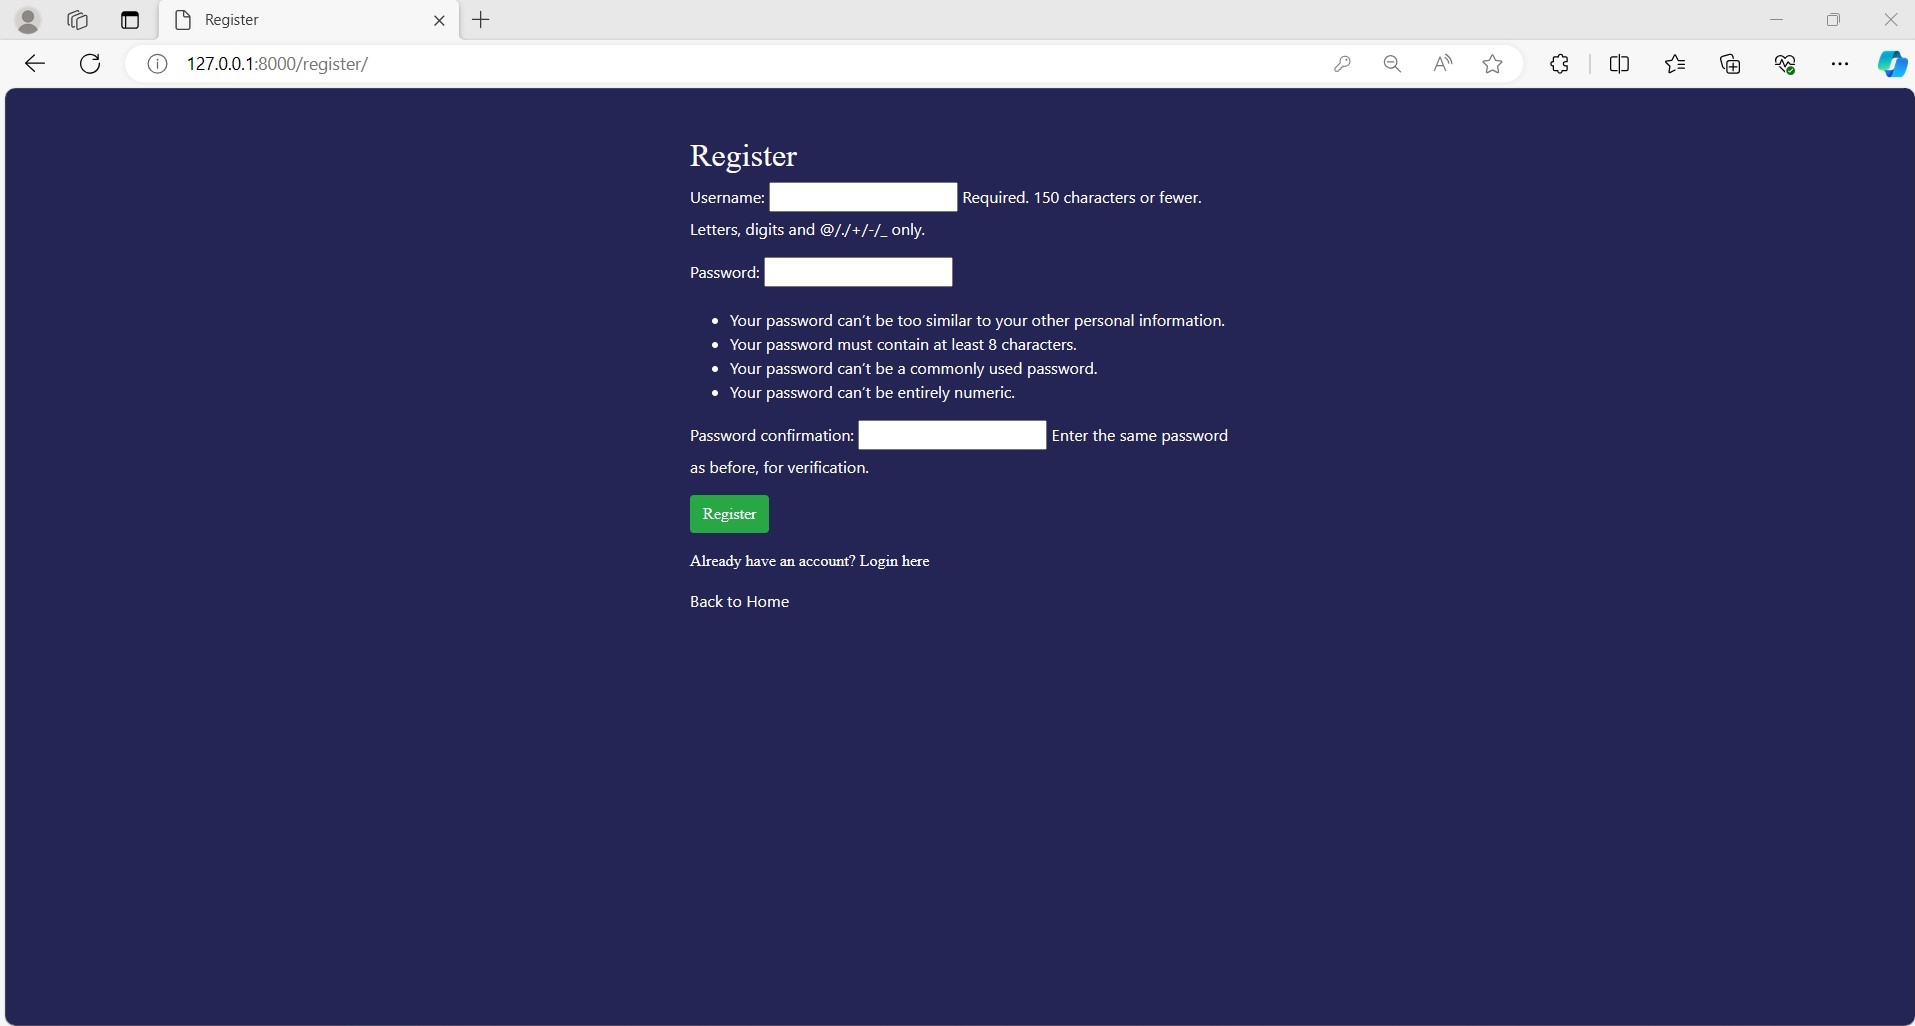 Register
127.0.0.1:8000/register/
Register
Username: Required. 150 characters or fewer.
Letters, digits and @/./+/-/_ only.
Password:
• Your password can't be too similar to your other personal information.
• Your password must contain at least 8 characters.
• Your password can't be a commonly used password.
• Your password can't be entirely numeric.
Password confirmation: Enter the same password
as before, for verification.
Register
Already have an account? Login here
Back to Home